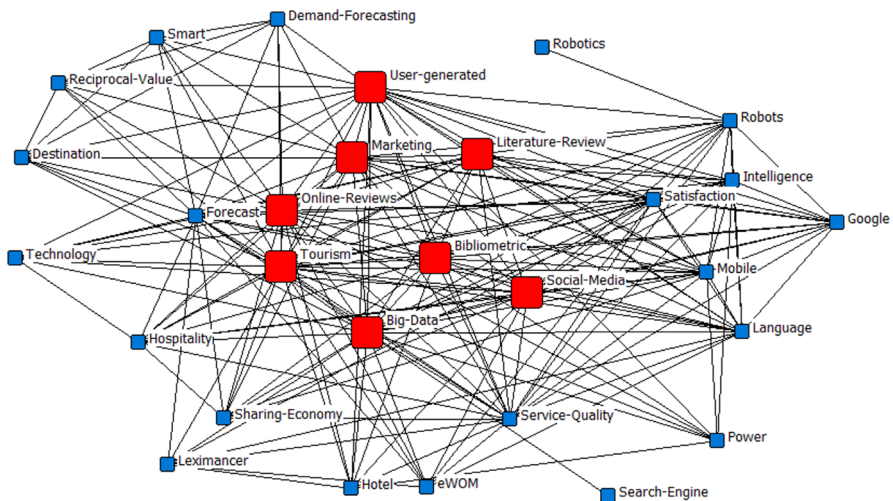 Demand-Forecasting
Smart
Robotics
Reciprocal-Value
User-generated
Robots
Marketing
Literature-Review
Destination
Intelligence
Online-Reviews
Satisfaction
Forecast
Google
Technology
Tourism
Bibliometric
Mobile
Social-Media
Big-Data
Language
Hospitality
Sharing-Economy
Service-Quality
Power
Leximancer
Hotel
eWOM
Search-Engine